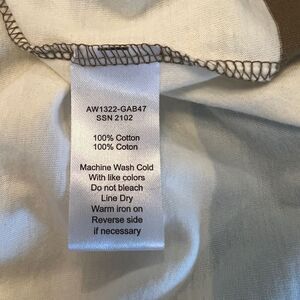 AW1322-GAB47
SSN 2102
100% Cotton
100% Coton
Machine Wash Cold
With like colors
Do not bleach
Line Dry
Warm iron on
Reverse side
if necessary